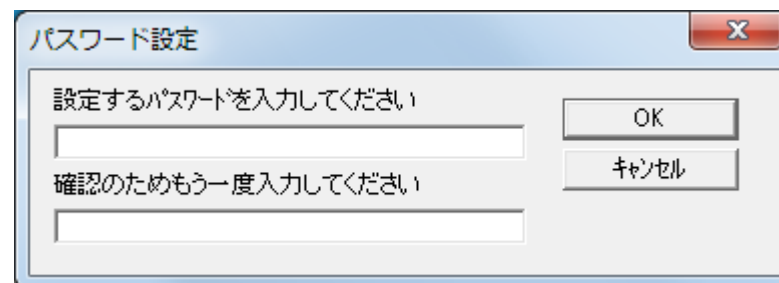 パスワード設定
設定するﾊﾟｽﾜｰﾄﾞを入力してください
OK
ｷｬﾝｾﾙ
確認のためもう一度入力してください